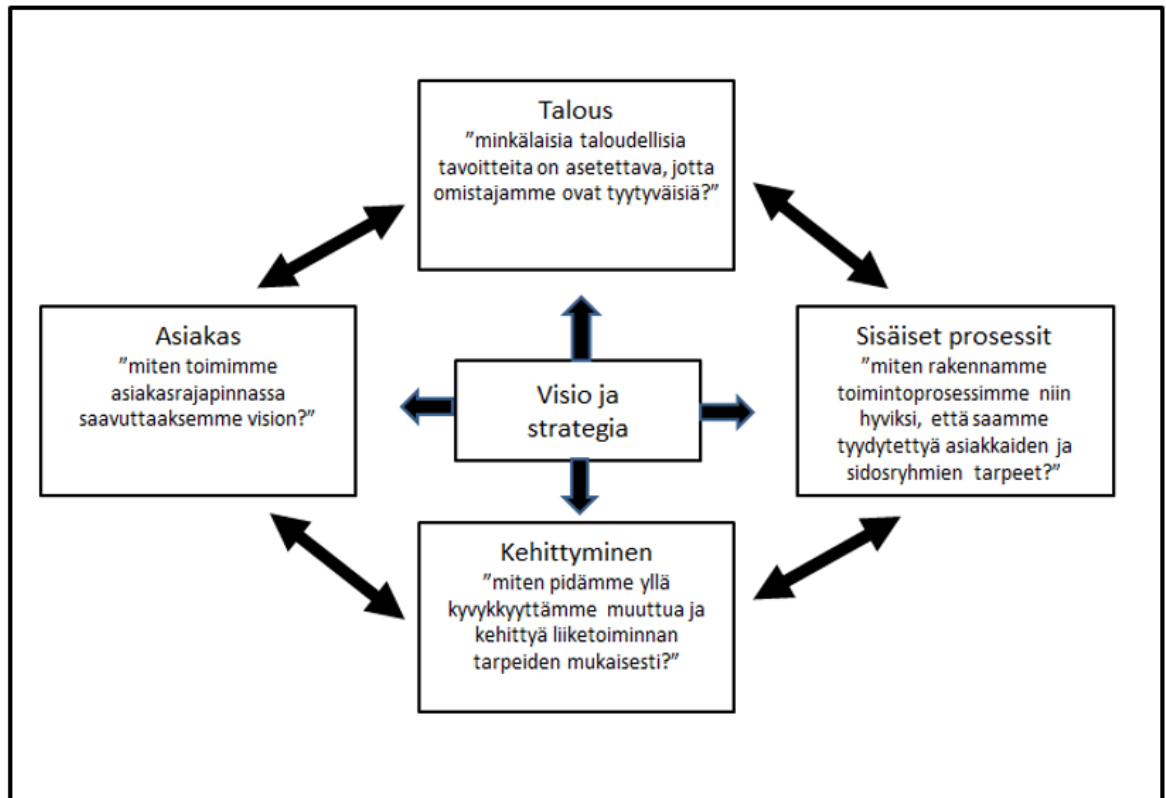 Talous
”minkälaisia taloudellisia
tavoitteita on asetettava, jotta
omistajamme ovat tyytyväisiä?”
Asiakas
”miten toimimme
asiakasrajapinnassa
saavuttaaksemme vision?”
Visio ja
strategia
Sisäiset prosessit
”miten rakennamme
toimintoprosessimme niin
hyviksi, että saamme
tyydytettyä asiakkaiden ja
sidosryhmien tarpeet?”
Kehittyminen
”miten pidämme yllä
kyvykkyyttämme muuttua ja
kehittyä liiketoiminnan
tarpeiden mukaisesti?”